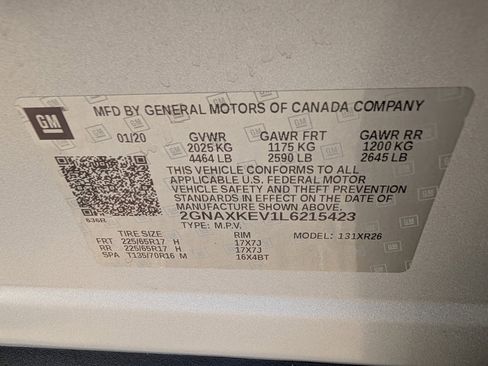 GM
MFD BY GENERAL MOTORS OF CANADA COMPANY
01/20 GVWR GAWR FRT GAWR RR
2025 KG 1175 KG 1200 KG
4464 LB 2590 LB 2645 LB
THIS VEHICLE CONFORMS TO ALL
APPLICABLE U.S. FEDERAL MOTOR
VEHICLE SAFETY AND THEFT PREVENTION
STANDARDS IN EFFECT ON THE DATE OF
MANUFACTURE SHOWN ABOVE.
2GNAXKEV1L6215423
TYPE: M.P.V.
636R
TIRE SIZE RIM MODEL: 131XR26
FRT 225/65R17 H 17X7J
RR 225/65R17 H 17X7J
SPA T135/70R16 M 16X4BT